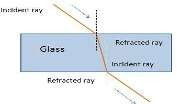 Incident ray
Glass
Refracted ray
Incident ray
Refracted ray